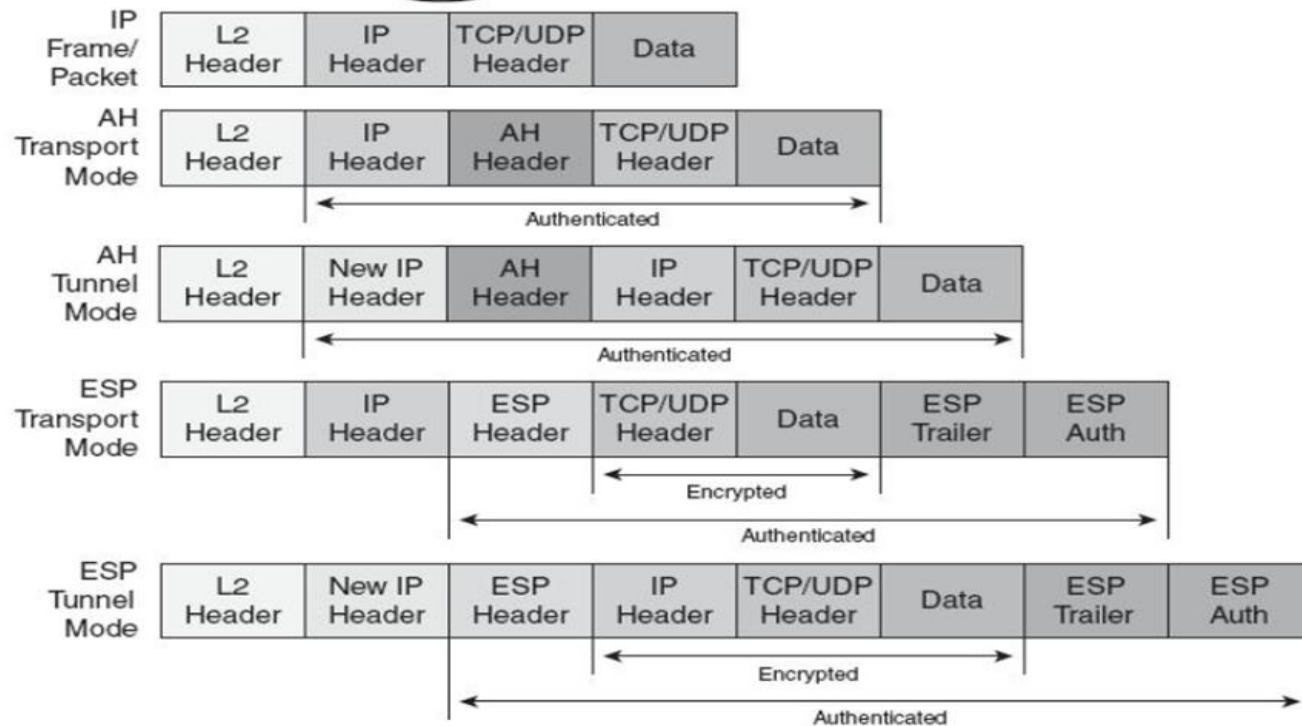 IP
Frame/
Packet
L2
Header
IP
Header
TCP/UDP
Header
Data
AH
Transport
Mode
L2
Header
IP
Header
AH
Header
TCP/UDP
Header
Data
Authenticated
AH
Tunnel
Mode
L2
Header
New IP
Header
AH
Header
IP
Header
TCP/UDP
Header
Data
Authenticated
ESP
Transport
Mode
L2
Header
IP
Header
ESP
Header
TCP/UDP
Header
Data
ESP
Trailer
ESP
Auth
Encrypted
Authenticated
ESP
Tunnel
Mode
L2
Header
New IP
Header
ESP
Header
IP
Header
TCP/UDP
Header
Data
ESP
Trailer
ESP
Auth
Encrypted
Authenticated